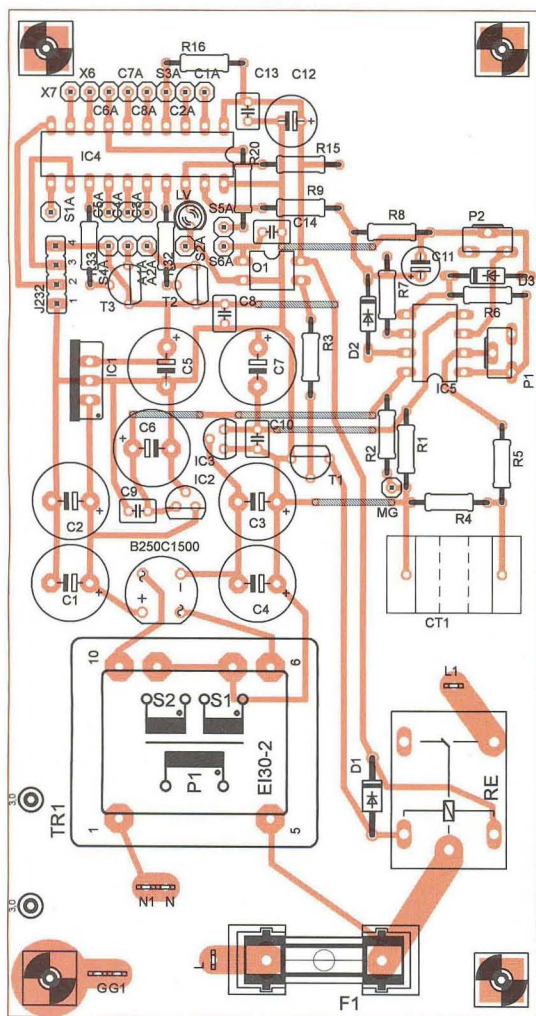 R16
C13
C12
X6
C7A
S3A
C1A
X7
C6A
C8A
C2A
IC4
R20
R15
R9
LV
S1A
S5A
C14
R8
P2
S2A
S6A
O1
C11
4
3
2
1
J232
S4A
A2A
T3
T2
C8
R7
D3
R6
D2
R3
IC1
C5
C7
IC5
P1
C6
C10
IC3
R2
R1
R5
T1
C9
IC2
C2
C3
MG
R4
B250C1500
C1
C4
CT1
10
6
S2
S1
L1
P1
EI30-2
TR1
D1
RE
1
5
3,0
N1
N
3,0
GG1
L
F1